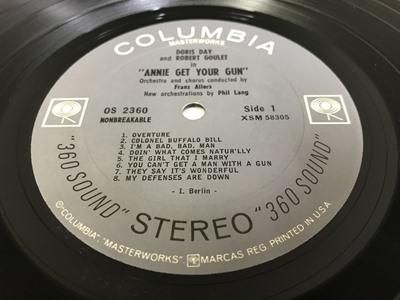 COLUMBIA
MASTERWORKS
DORIS DAY
and ROBERT GOULET
in
"ANNIE GET YOUR GUN"
Orchestra and chorus conducted by
Franz Allers
New orchestrations by Phil Lang
OS 2360
NONBREAKABLE
Side 1
XSM 58305
1. OVERTURE
2. COLONEL BUFFALO BILL
3. I'M A BAD, BAD MAN
4. DOIN' WHAT COMES NATUR'LLY
5. THE GIRL THAT I MARRY
6. YOU CAN'T GET A MAN WITH A GUN
7. THEY SAY IT'S WONDERFUL
8. MY DEFENSES ARE DOWN
- I. Berlin -
"360 SOUND" STEREO "360 SOUND"
©"COLUMBIA", "MASTERWORKS", MARCAS REG. PRINTED IN U.S.A.